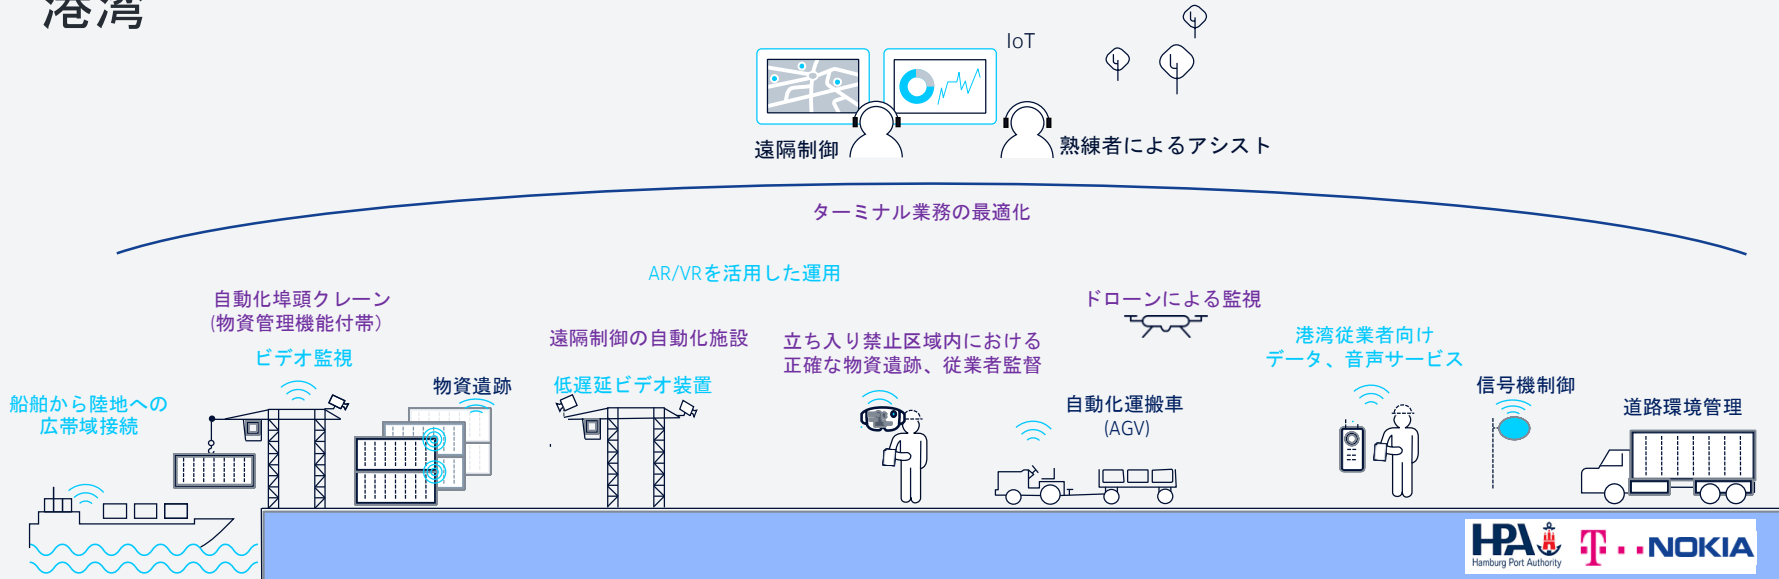 港湾
IoT
遠隔制御
熟練者によるアシスト
ターミナル業務の最適化
AR/VRを活用した運用
自動化埠頭クレーン
(物資管理機能付帯)
ビデオ監視
物資遺跡
船舶から陸地への
広帯域接続
遠隔制御の自動化施設
低遅延ビデオ装置
立ち入り禁止区域内における
正確な物資遺跡、従業者監督
ドローンによる監視
自動化運搬車
(AGV)
港湾従業者向け
データ、音声サービス
信号機制御
道路環境管理
HPA
Hamburg Port Authority
T··
NOKIA